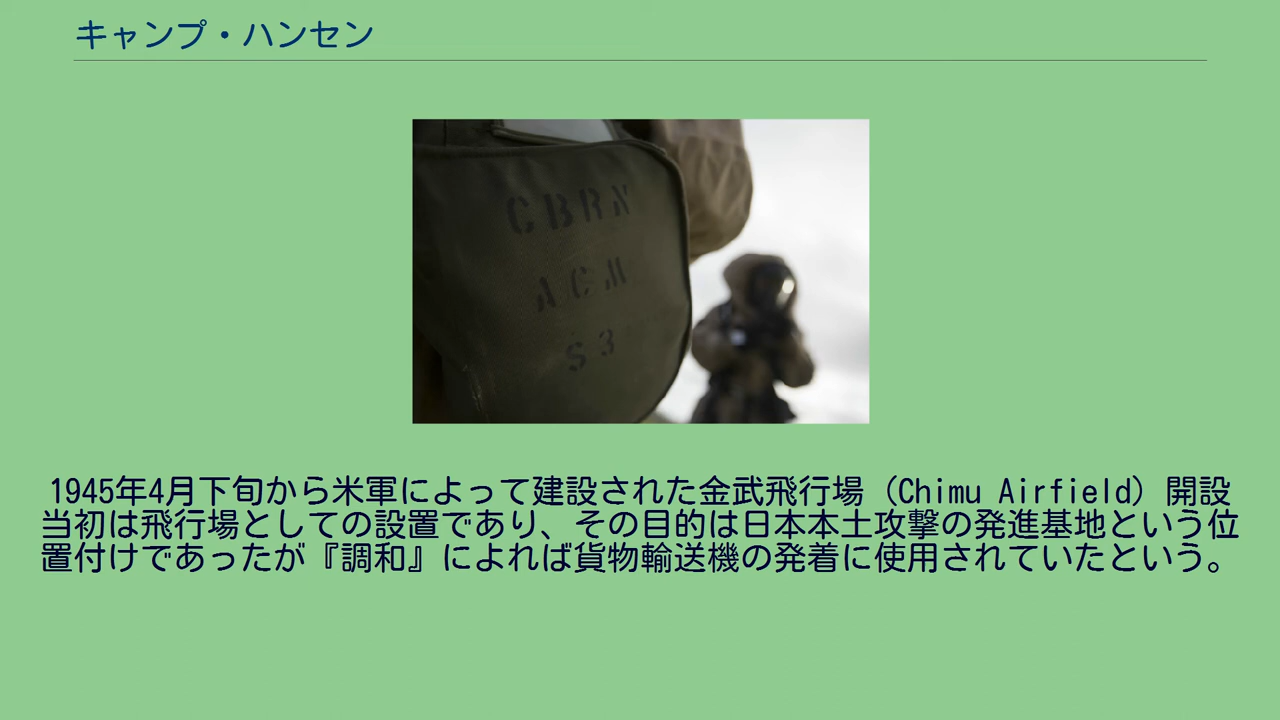 キャンプ・ハンセン
CBRN
ACM
S3
1945年4月下旬から米軍によって建設された金武飛行場（Chimu Airfield）開設
当初は飛行場としての設置であり、その目的は日本本土攻撃の発進基地という位
置付けであったが『調和』によれば貨物輸送機の発着に使用されていたという。